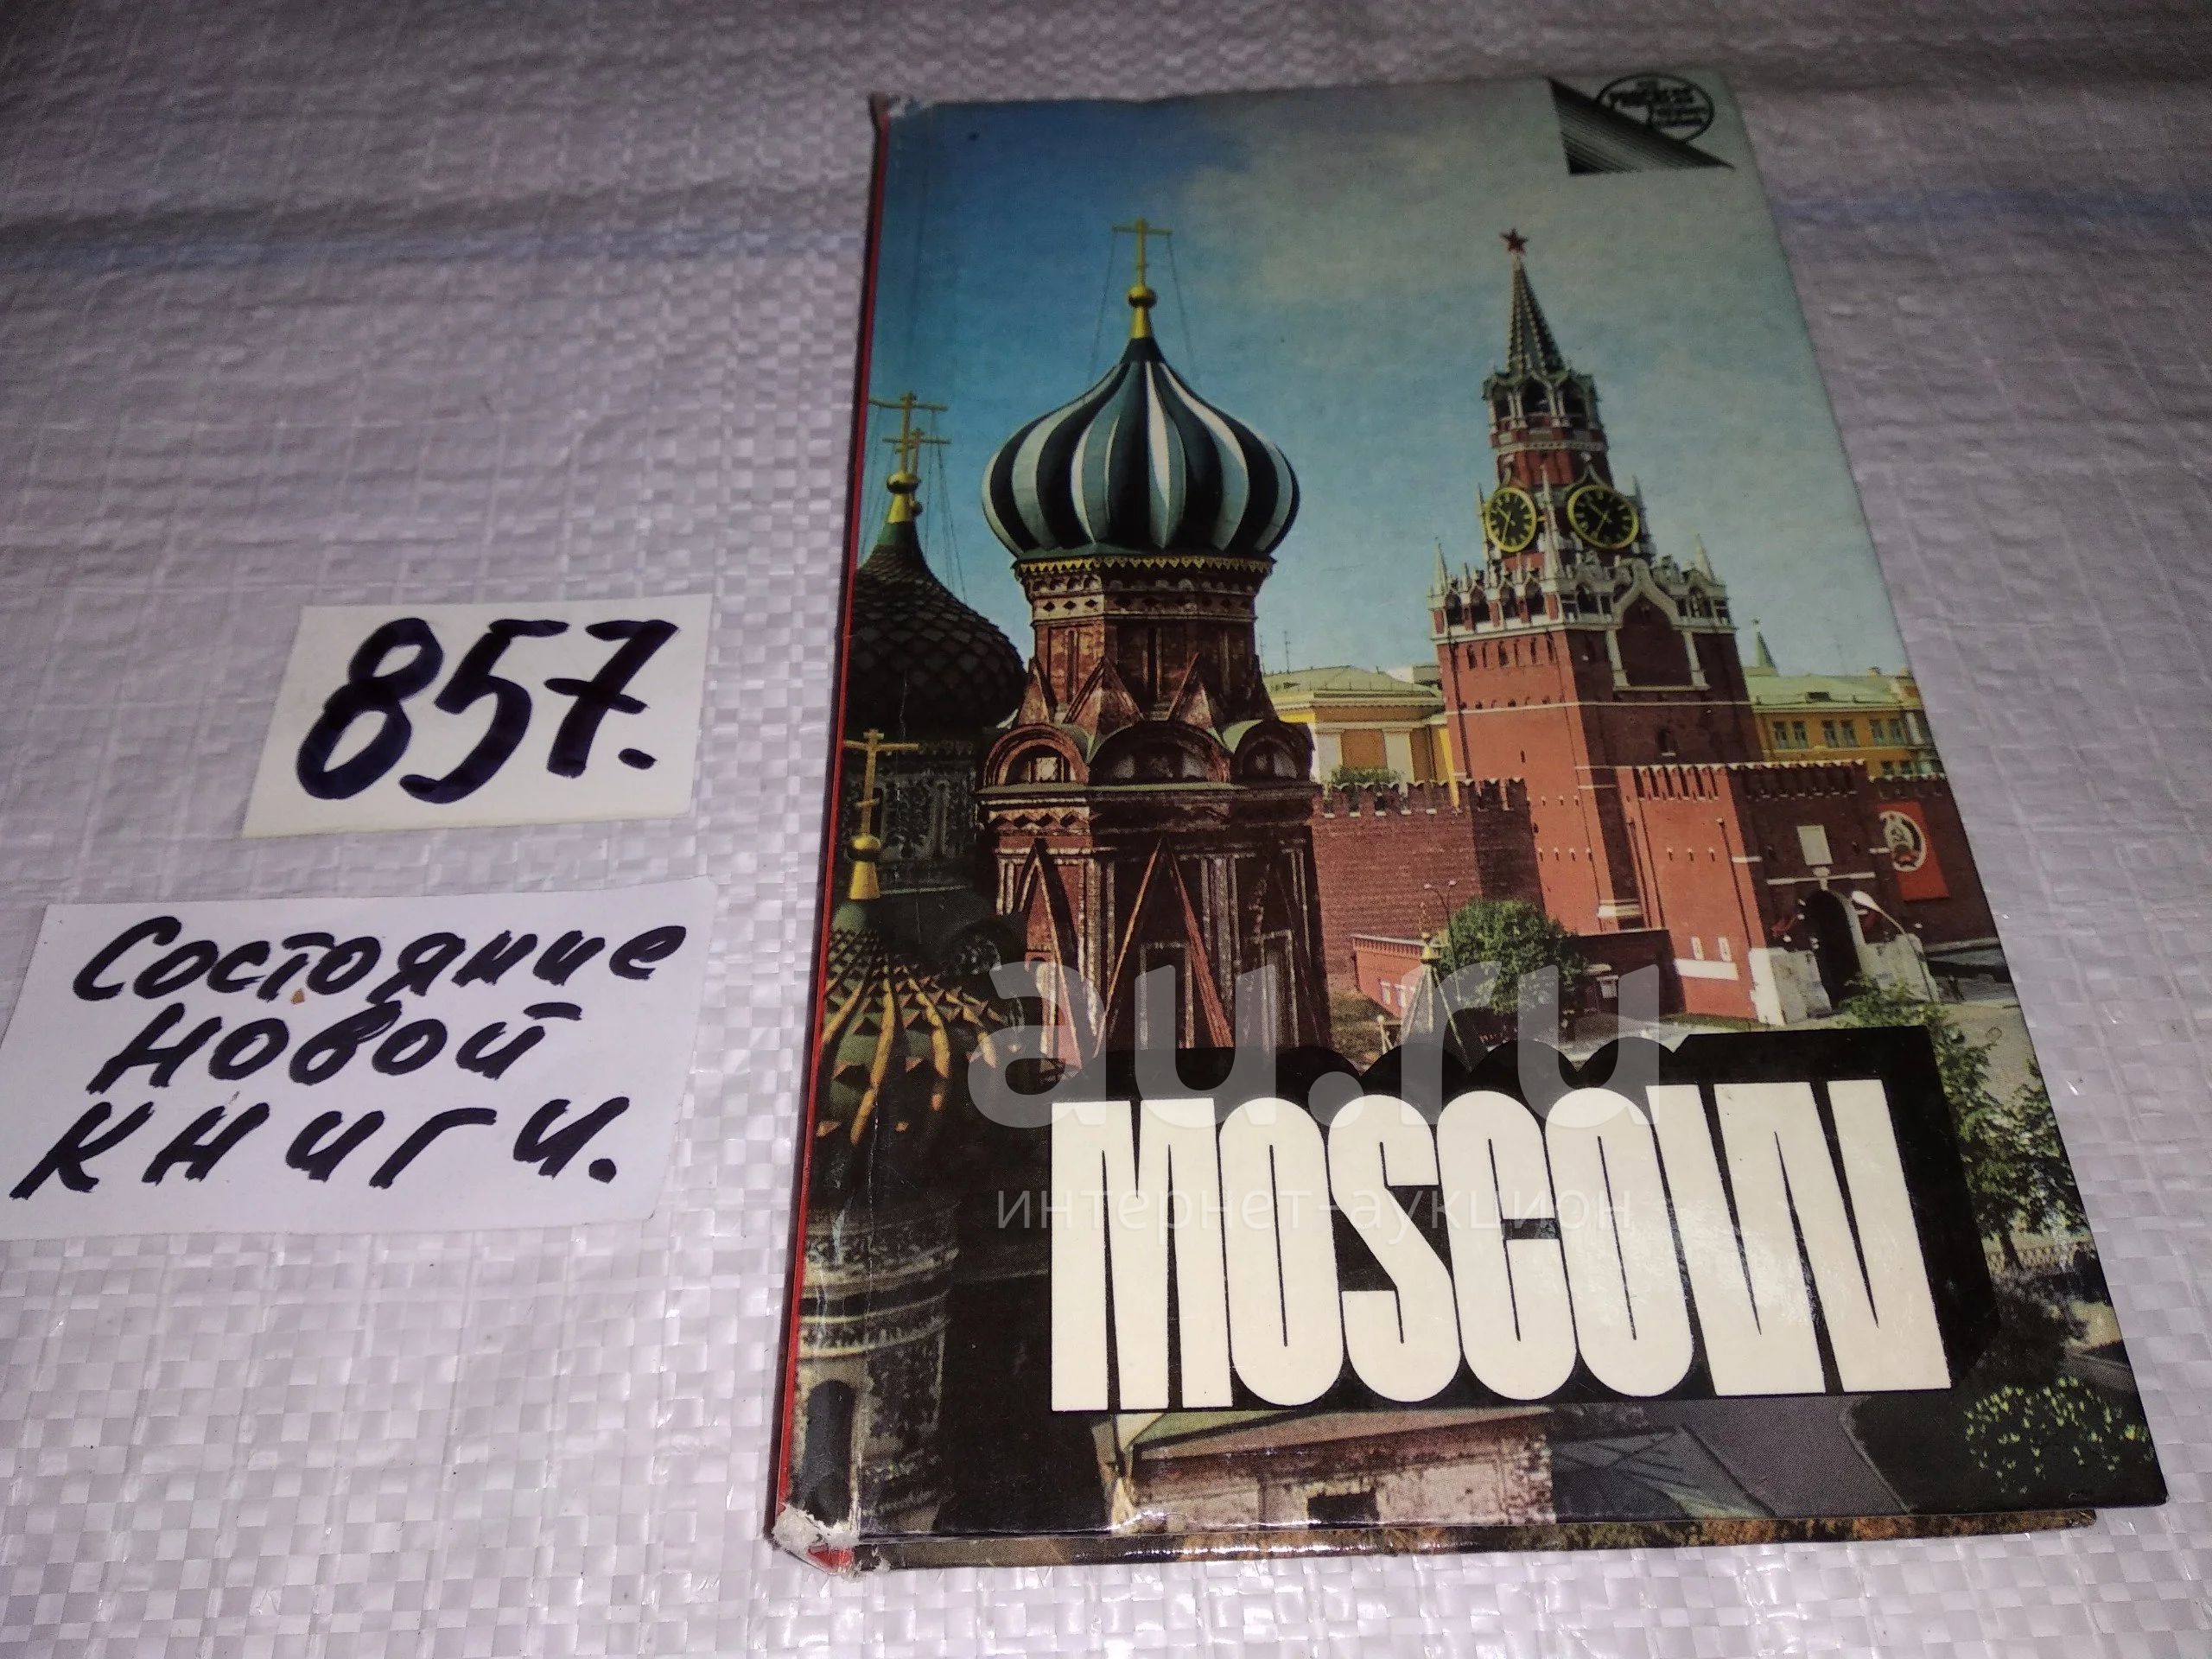 857.
Состояние
новой
книги.
au.ru
интернет-аукцион
MOSCOW